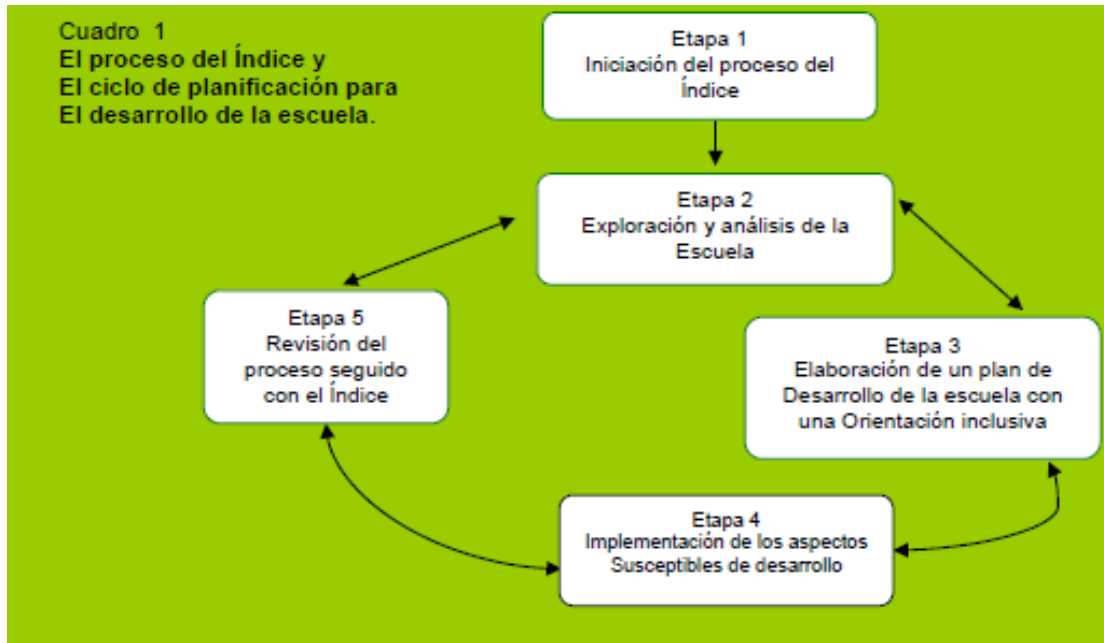 Cuadro 1
El proceso del Índice y
El ciclo de planificación para
El desarrollo de la escuela.
Etapa 1
Iniciación del proceso del
Índice
Etapa 2
Exploración y análisis de la
Escuela
Etapa 5
Revisión del
proceso seguido
con el Índice
Etapa 3
Elaboración de un plan de
Desarrollo de la escuela con
una Orientación inclusiva
Etapa 4
Implementación de los aspectos
Susceptibles de desarrollo